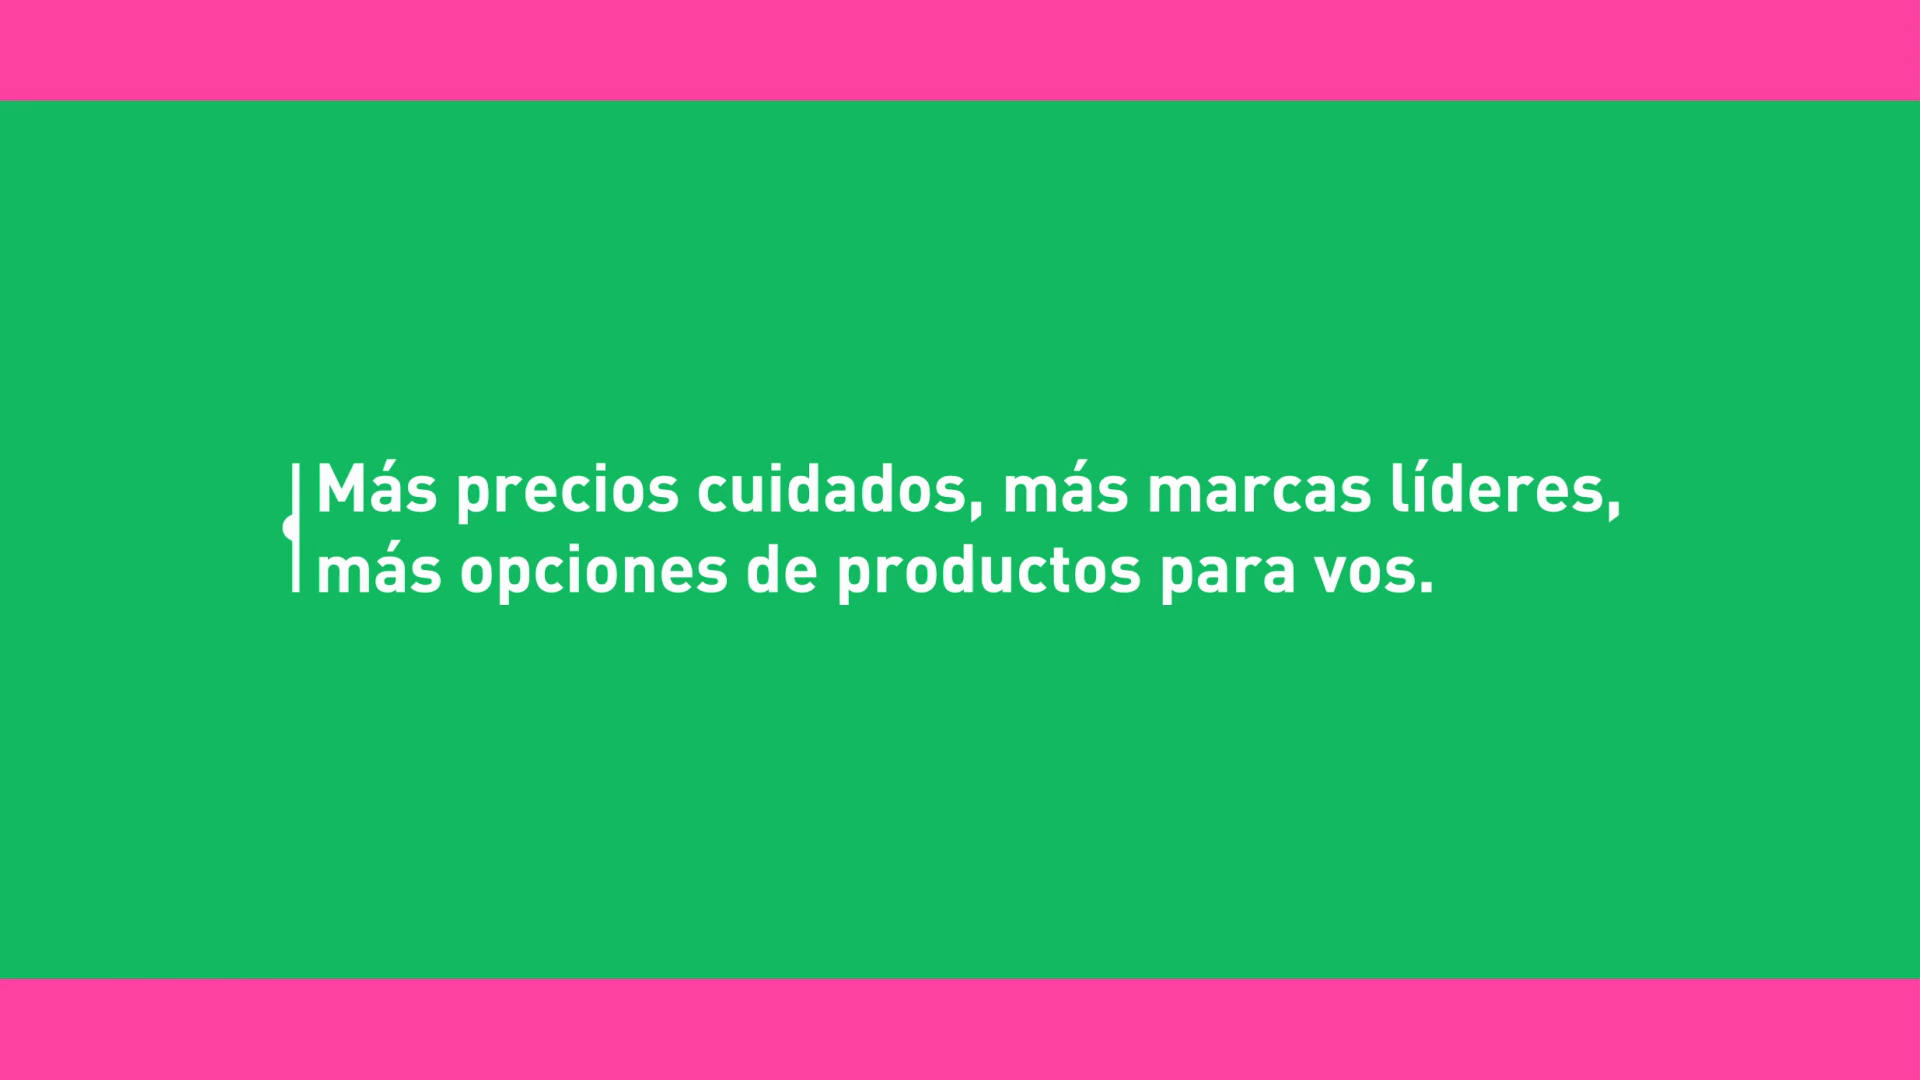 Más precios cuidados, más marcas líderes,
más opciones de productos para vos.